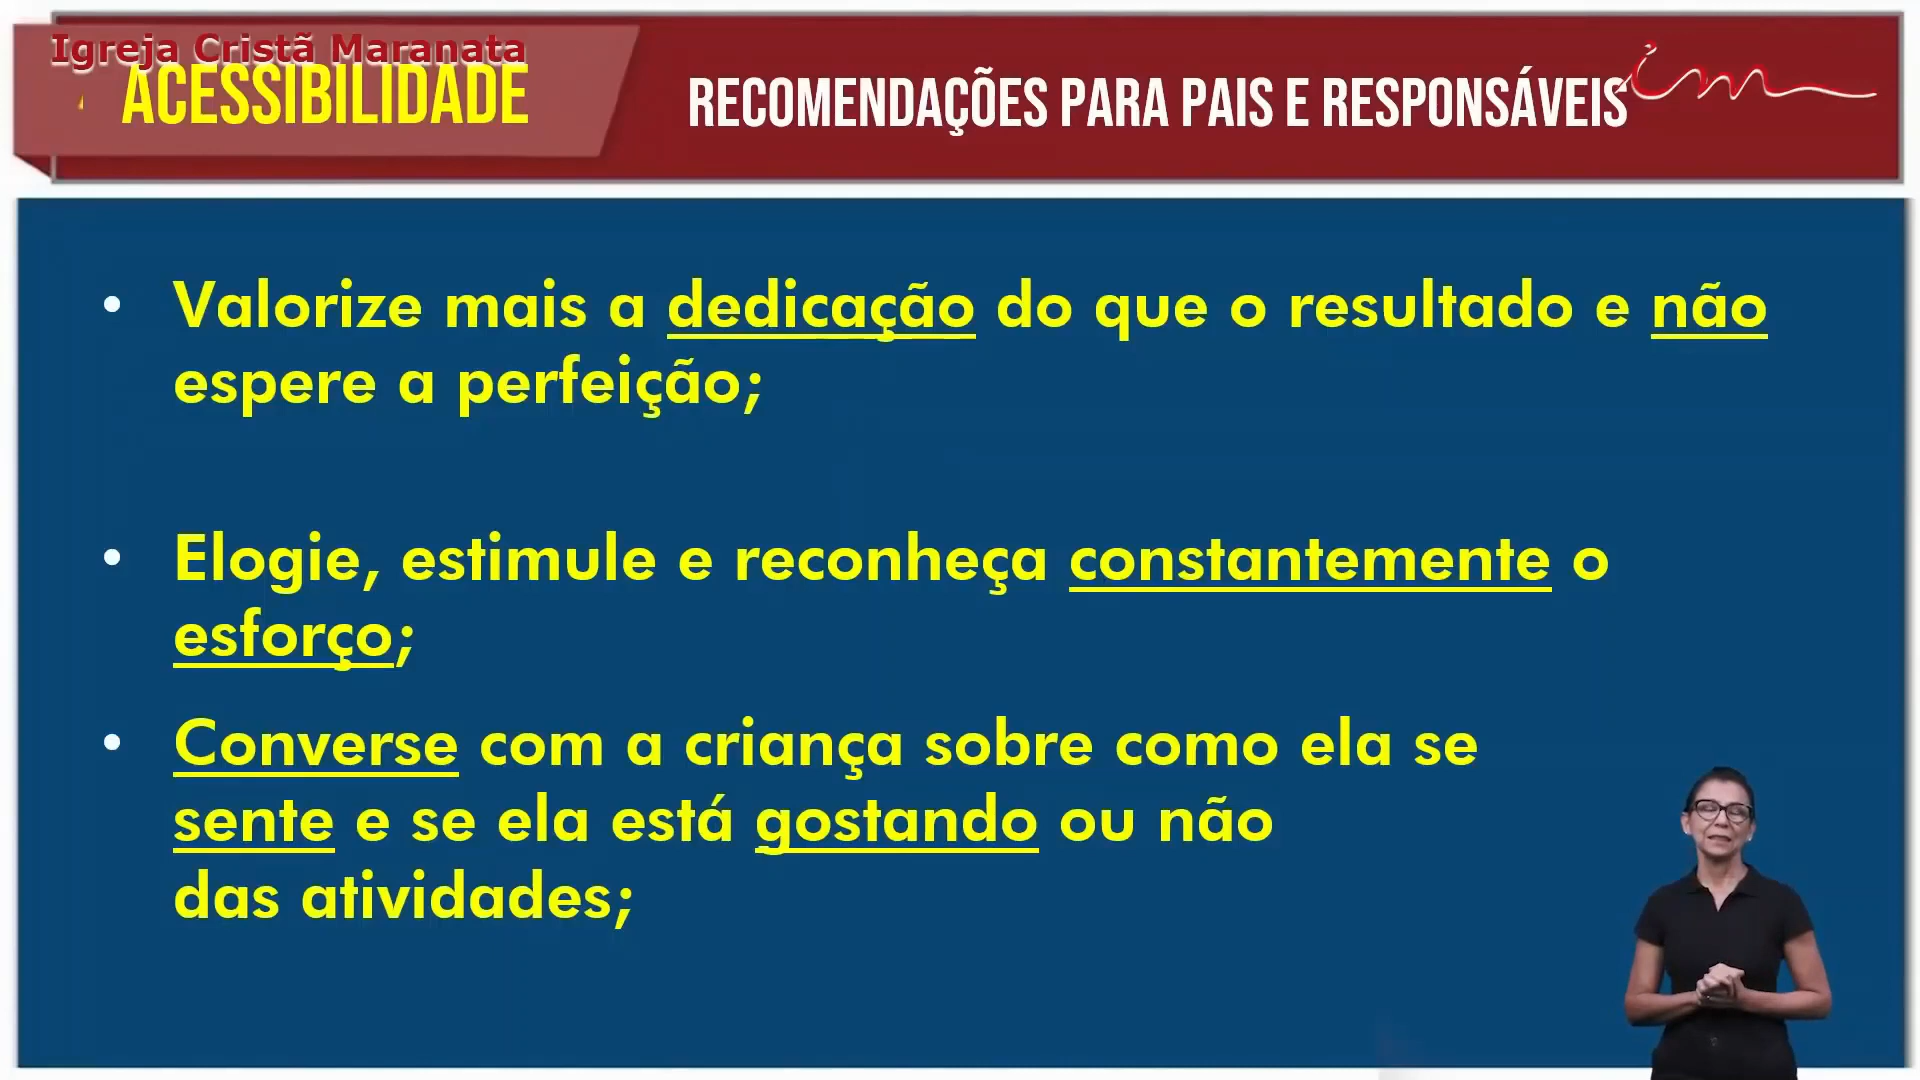 Igreja Cristã Maranata
ACESSIBILIDADE
RECOMENDAÇÕES PARA PAIS E RESPONSÁVEIS
• Valorize mais a dedicação do que o resultado e não
espere a perfeição;
• Elogie, estimule e reconheça constantemente o
esforço;
• Converse com a criança sobre como ela se
sente e se ela está gostando ou não
das atividades;